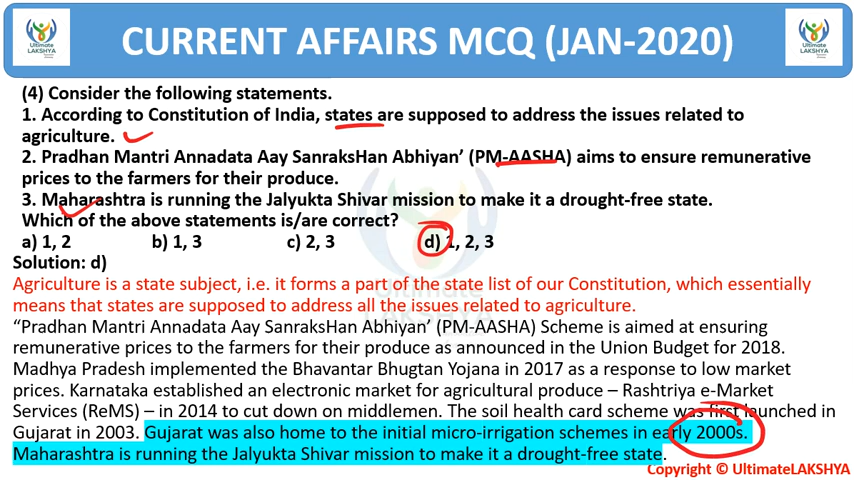 Ultimate
LAKSHYA
CURRENT AFFAIRS MCQ (JAN-2020)
Ultimate
LAKSHYA
(4) Consider the following statements.
1. According to Constitution of India, states are supposed to address the issues related to
agriculture.
2. Pradhan Mantri Annadata Aay SanraksHan Abhiyan’ (PM-AASHA) aims to ensure remunerative
prices to the farmers for their produce.
3. Maharashtra is running the Jalyukta Shivar mission to make it a drought-free state.
Which of the above statements is/are correct?
a) 1, 2 b) 1, 3 c) 2, 3 d) 1, 2, 3
Solution: d)
Agriculture is a state subject, i.e. it forms a part of the state list of our Constitution, which essentially
means that states are supposed to address all the issues related to agriculture.
“Pradhan Mantri Annadata Aay SanraksHan Abhiyan’ (PM-AASHA) Scheme is aimed at ensuring
remunerative prices to the farmers for their produce as announced in the Union Budget for 2018.
Madhya Pradesh implemented the Bhavantar Bhugtan Yojana in 2017 as a response to low market
prices. Karnataka established an electronic market for agricultural produce – Rashtriya e-Market
Services (ReMS) – in 2014 to cut down on middlemen. The soil health card scheme was first launched in
Gujarat in 2003. Gujarat was also home to the initial micro-irrigation schemes in early 2000s.
Maharashtra is running the Jalyukta Shivar mission to make it a drought-free state.
Copyright © UltimateLAKSHYA